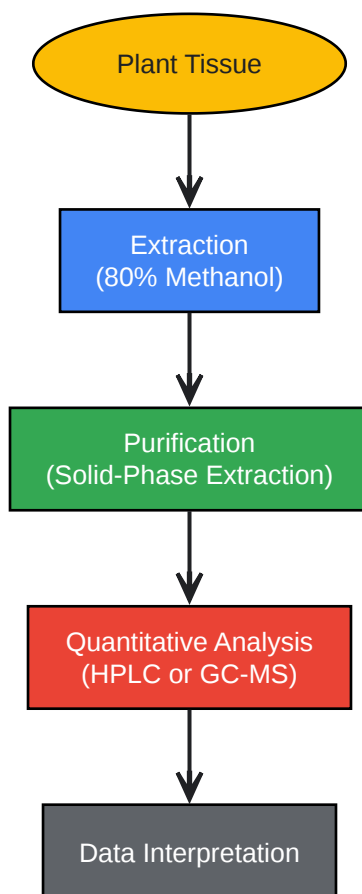 Plant Tissue
Extraction
(80% Methanol)
Purification
(Solid-Phase Extraction)
Quantitative Analysis
(HPLC or GC-MS)
Data Interpretation